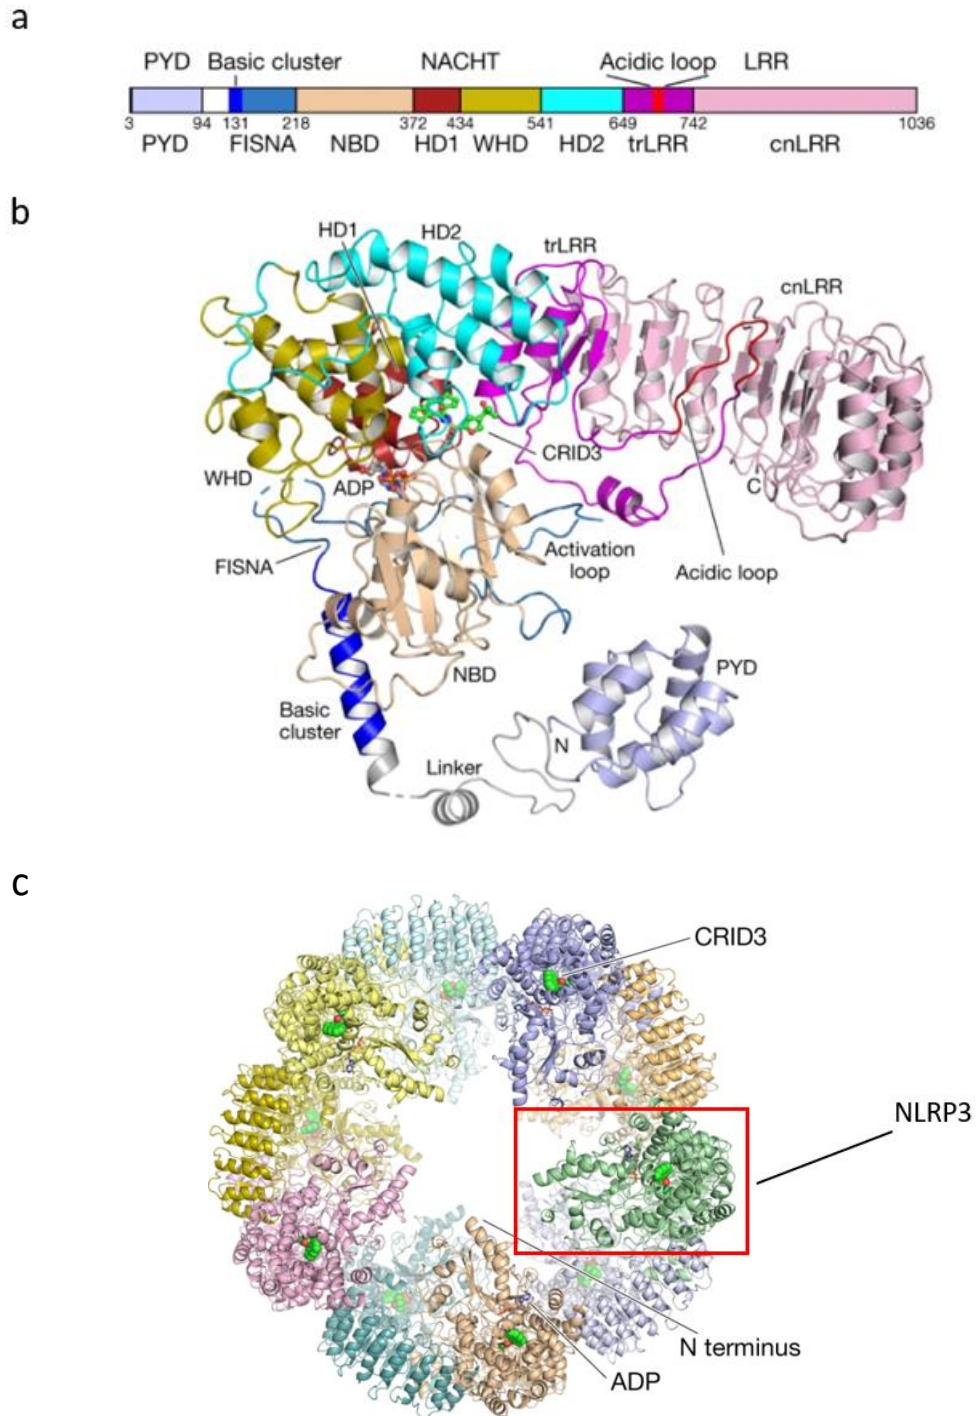 a
PYD Basic cluster NACHT Acidic loop LRR
3 94 131 218 372 434 541 649 742 1036
PYD FISNA NBD HD1 WHD HD2 trLRR cnLRR
b
HD1 HD2
trLRR
cnLRR
CRID3
WHD ADP
C
FISNA
Activation
loop
Acidic loop
NBD
PYD
Basic
cluster
N
Linker
c
CRID3
NLRP3
N terminus
ADP